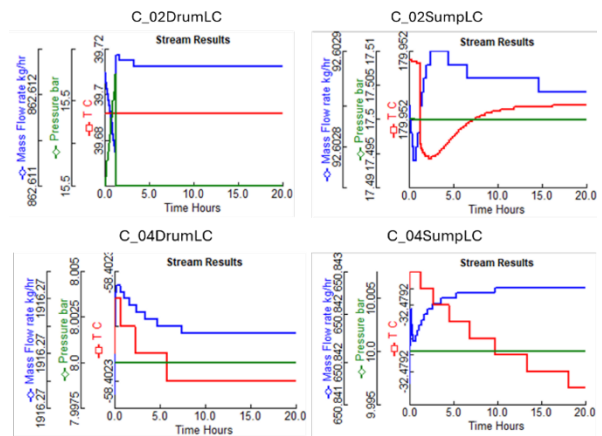 C_02DrumLC
Stream Results
Mass Flow rate kg/hr
862.611
862.612
Pressure bar
15.5
15.5
T C
39.68
39.7
39.72
0.0 5.0 10.0 15.0 20.0
Time Hours
C_02SumpLC
Stream Results
Mass Flow rate kg/hr
92.6028
92.6029
Pressure bar
17.49
17.495
17.5
17.505
17.51
T C
179.952
179.952
0.0 5.0 10.0 15.0 20.0
Time Hours
C_04DrumLC
Stream Results
Mass Flow rate kg/hr
1916.27
1916.27
1916.27
Pressure bar
7.9975
8.0
8.0025
8.005
T C
-58.4023
-58.4023
0.0 5.0 10.0 15.0 20.0
Time Hours
C_04SumpLC
Stream Results
Mass Flow rate kg/hr
660.841
660.842
660.842
660.843
Pressure bar
9.995
10.0
10.005
T C
-32.4792
-32.4792
0.0 5.0 10.0 15.0 20.0
Time Hours